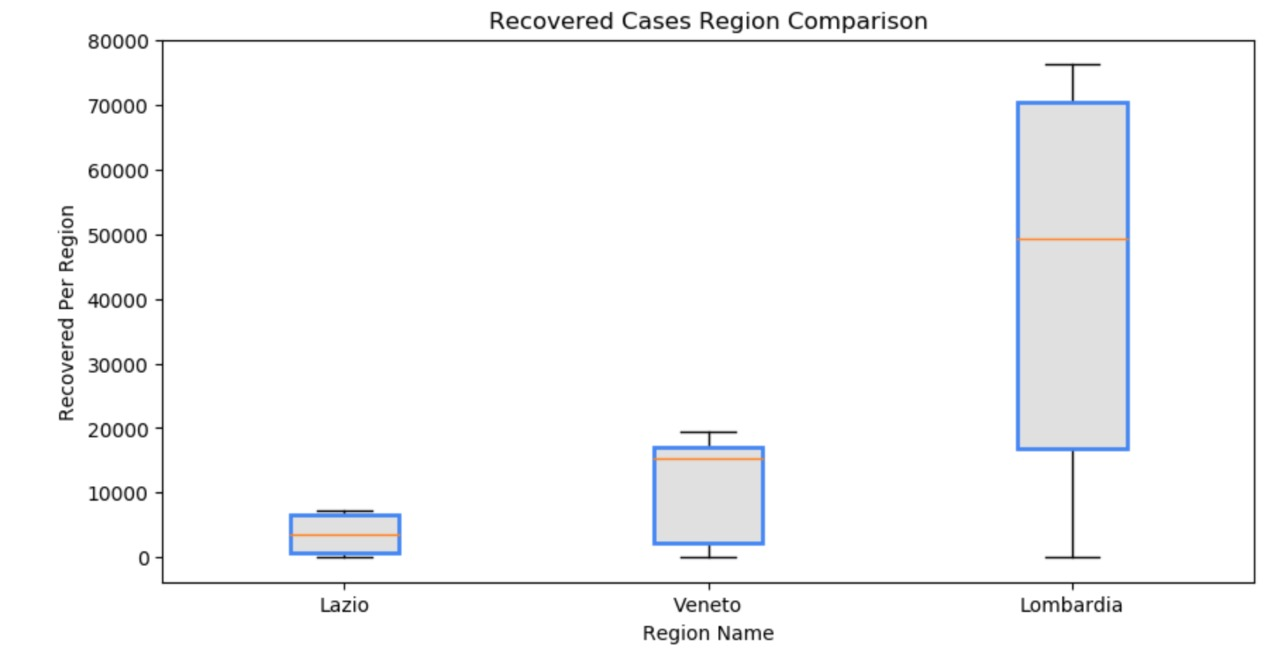 Recovered Cases Region Comparison
80000
70000
60000
50000
40000
30000
20000
10000
0
Recovered Per Region
Lazio Veneto Lombardia
Region Name